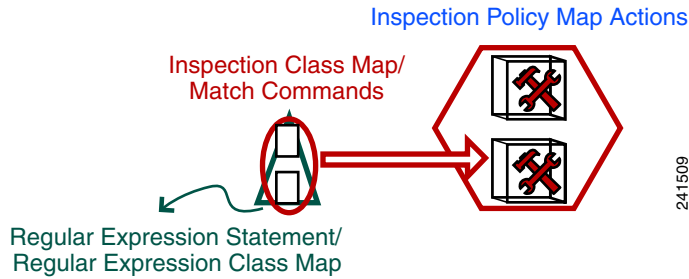 Inspection Policy Map Actions
Inspection Class Map/
Match Commands
241509
Regular Expression Statement/
Regular Expression Class Map